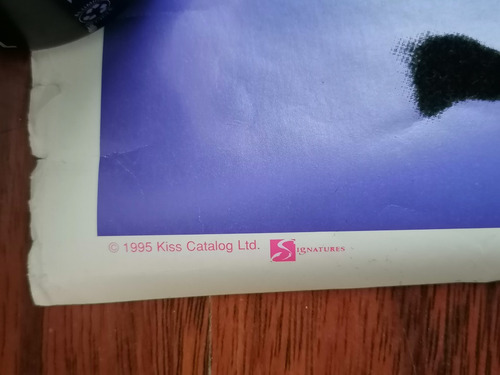 © 1995 Kiss Catalog Ltd. SIGNATURES